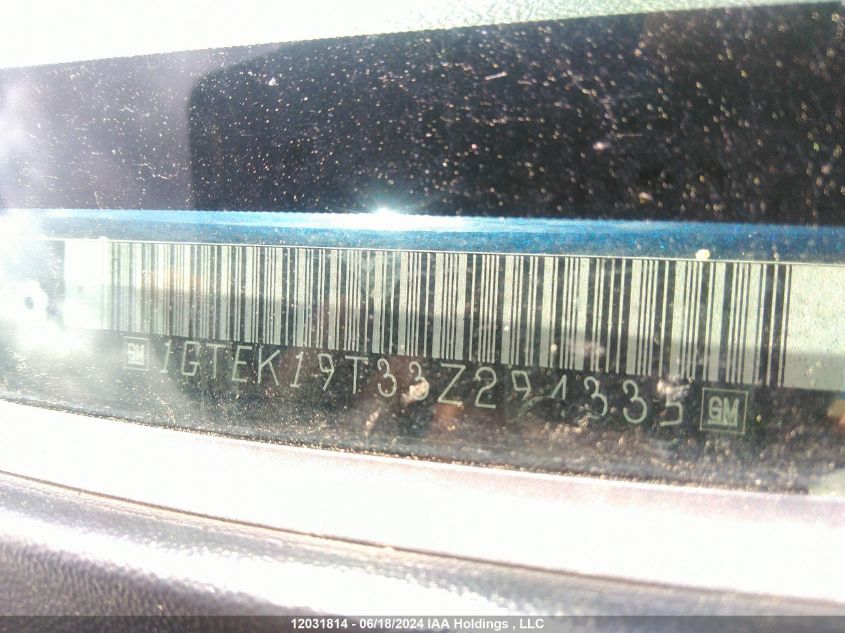 GM 1GTEK19T33Z294335 GM
12031814 - 06/18/2024 IAA Holdings , LLC